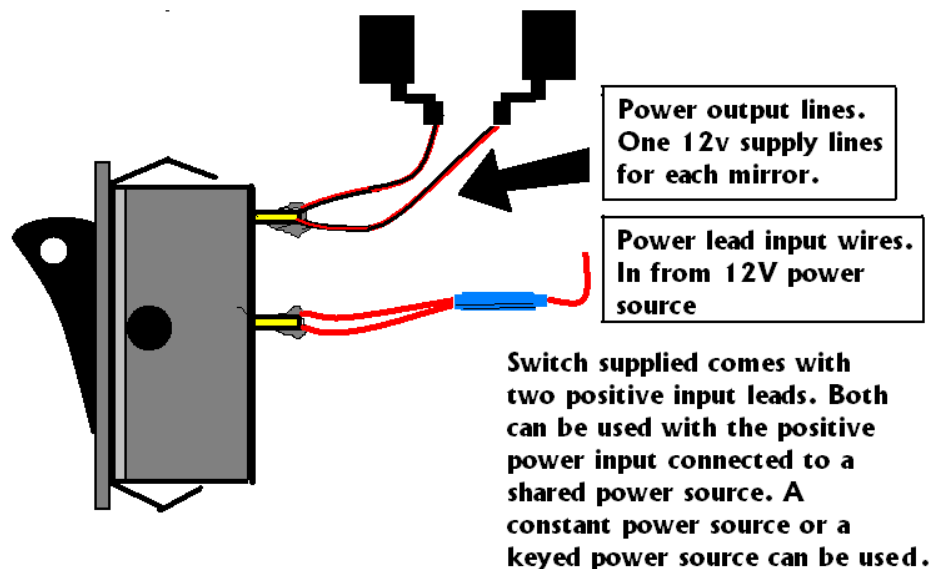 Power output lines.
One 12v supply lines
for each mirror.
Power lead input wires.
In from 12V power
source
Switch supplied comes with
two positive input leads. Both
can be used with the positive
power input connected to a
shared power source. A
constant power source or a
keyed power source can be used.